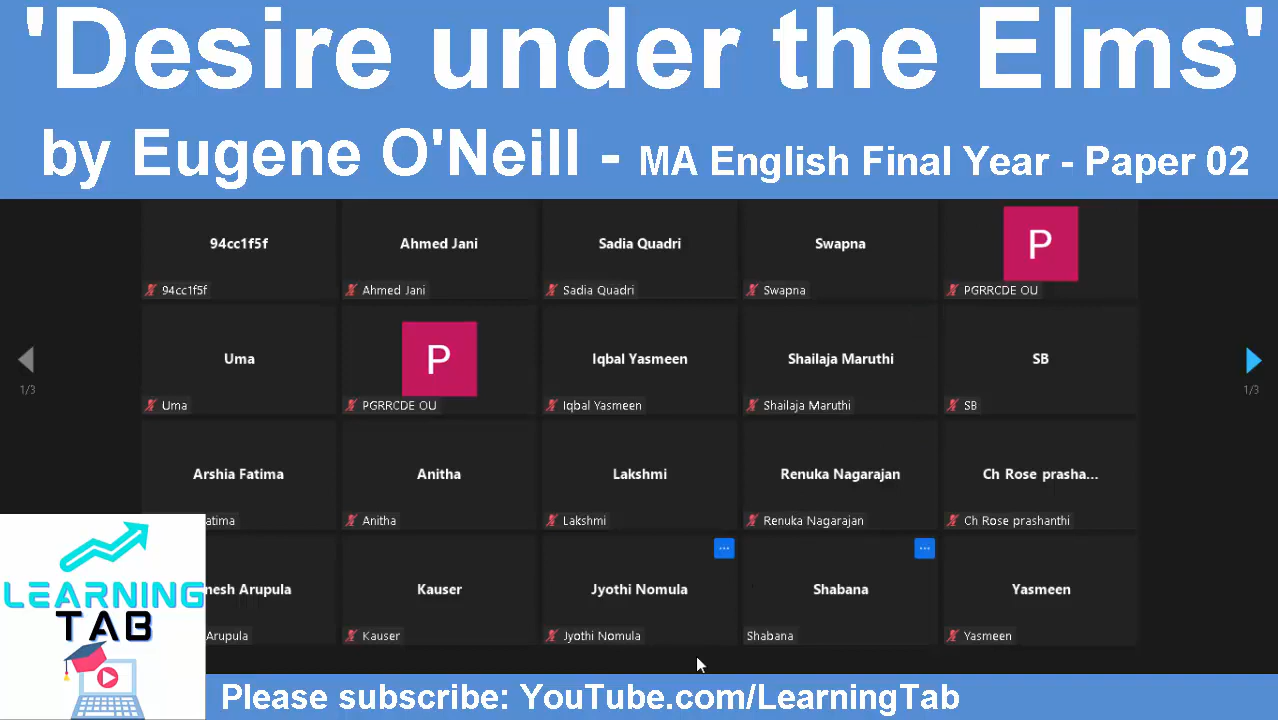 'Desire under the Elms'
by Eugene O'Neill - MA English Final Year - Paper 02
94cc1f5f
Ahmed Jani
Sadia Quadri
Swapna
P
94cc1f5f
Ahmed Jani
Sadia Quadri
Swapna
PGRRCDE OU
Uma
P
Iqbal Yasmeen
Shailaja Maruthi
SB
1/3
1/3
Uma
PGRRCDE OU
Iqbal Yasmeen
Shailaja Maruthi
SB
Arshia Fatima
Anitha
Lakshmi
Renuka Nagarajan
Ch Rose prasha...
atima
Anitha
Lakshmi
Renuka Nagarajan
Ch Rose prashanthi
...
...
nesh Arupula
Kauser
Jyothi Nomula
Shabana
Yasmeen
Arupula
Kauser
Jyothi Nomula
Shabana
Yasmeen
LEARNING
TAB
Please subscribe: YouTube.com/LearningTab